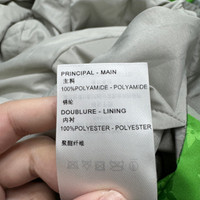 PRINCIPAL - MAIN
主料
100%POLYAMIDE - POLYAMIDE
锦纶
DOUBLURE - LINING
内衬
100%POLYESTER - POLYESTER
聚酯纤维